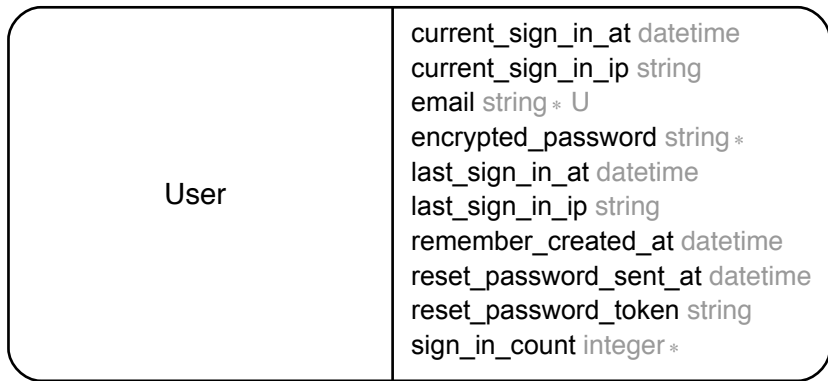 User
current_sign_in_at datetime
current_sign_in_ip string
email string * U
encrypted_password string *
last_sign_in_at datetime
last_sign_in_ip string
remember_created_at datetime
reset_password_sent_at datetime
reset_password_token string
sign_in_count integer *